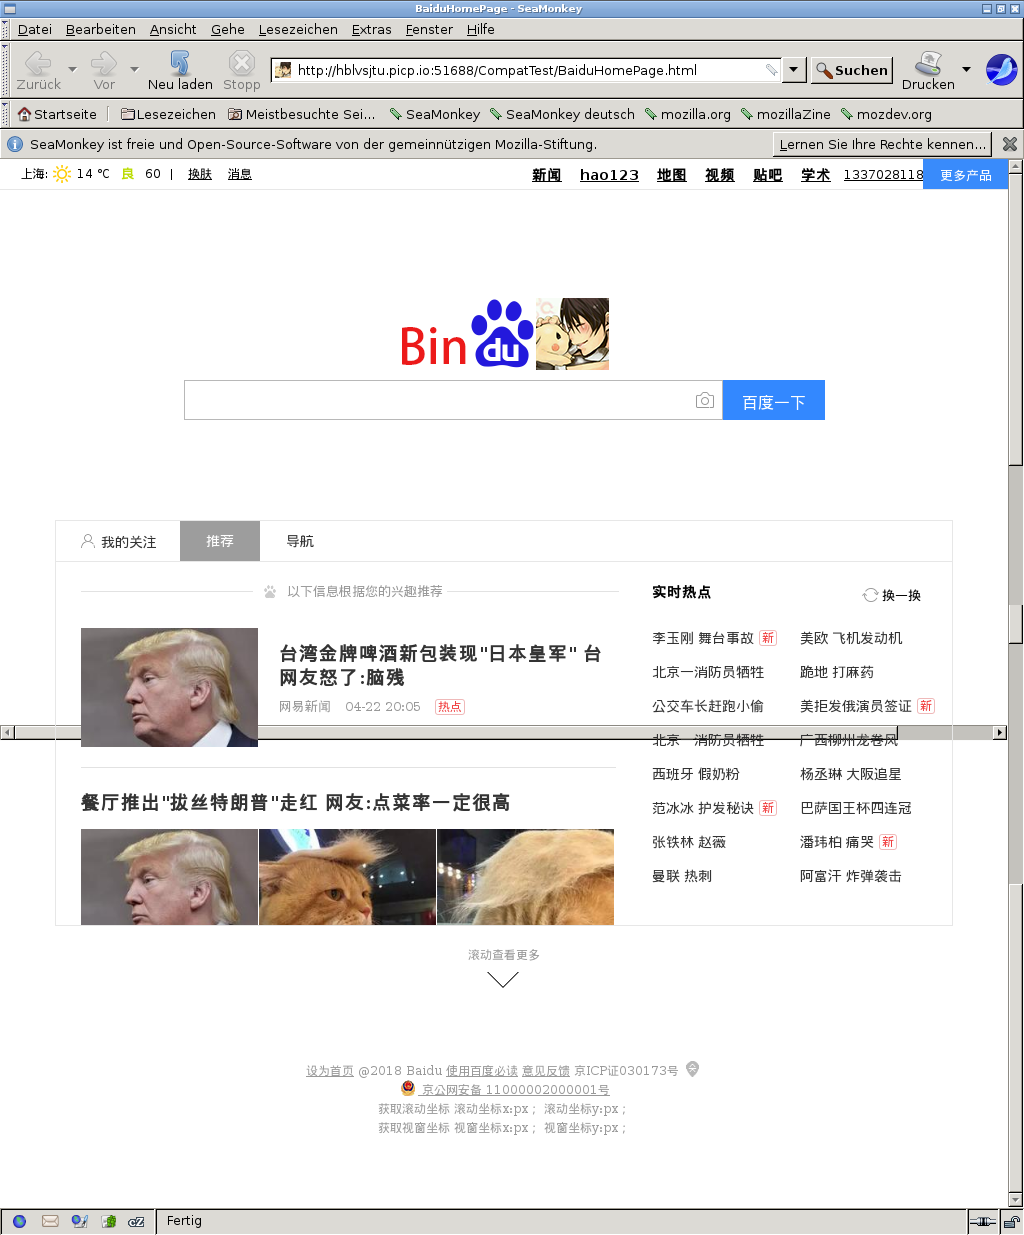 BaiduHomePage - SeaMonkey
Datei Bearbeiten Ansicht Gehe Lesezeichen Extras Fenster Hilfe
Zurück Vor Neu laden Stopp http://hblvsjtu.picp.io:51688/CompatTest/BaiduHomePage.html Suchen Drucken
Startseite Lesezeichen Meistbesuchte Sei... SeaMonkey SeaMonkey deutsch mozilla.org mozillaZine mozdev.org
SeaMonkey ist freie und Open-Source-Software von der gemeinnützigen Mozilla-Stiftung. Lernen Sie Ihre Rechte kennen...
上海: 14 ℃ 良 60 | 换肤 消息 新闻 hao123 地图 视频 贴吧 学术 1337028118 更多产品
Bin du
百度一下
我的关注 推荐 导航
以下信息根据您的兴趣推荐
台湾金牌啤酒新包装现"日本皇军" 台
网友怒了:脑残
网易新闻 04-22 20:05 热点
餐厅推出"拔丝特朗普"走红 网友:点菜率一定很高
实时热点 换一换
李玉刚 舞台事故 新 美欧 飞机发动机
北京一消防员牺牲 跪地 打麻药
公交车长赶跑小偷 美拒发俄演员签证 新
北京一消防员牺牲 广西柳州龙卷风
西班牙 假奶粉 杨丞琳 大阪追星
范冰冰 护发秘诀 新 巴萨国王杯四连冠
张铁林 赵薇 潘玮柏 痛哭 新
曼联 热刺 阿富汗 炸弹袭击
滚动查看更多
设为首页 @2018 Baidu 使用百度必读 意见反馈 京ICP证030173号
京公网安备 11000002000001号
获取滚动坐标 滚动坐标x:px ; 滚动坐标y:px ;
获取视窗坐标 视窗坐标x:px ; 视窗坐标y:px ;
Fertig